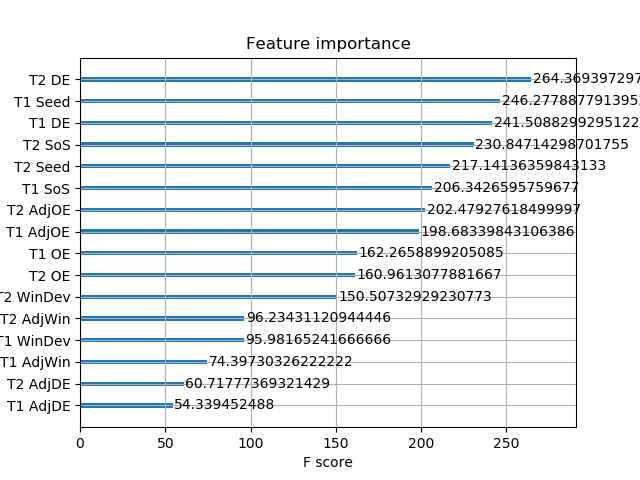 Feature importance
T2 DE 264.369397297
T1 Seed 246.277887791395
T1 DE 241.5088299295122
T2 SoS 230.84714298701755
T2 Seed 217.14136359843133
T1 SoS 206.3426595759677
T2 AdjOE 202.47927618499997
T1 AdjOE 198.68339843106386
T1 OE 162.2658899205085
T2 OE 160.9613077881667
T2 WinDev 150.50732929230773
T2 AdjWin 96.23431120944446
T1 WinDev 95.98165241666666
T1 AdjWin 74.39730326222222
T2 AdjDE 60.71777369321429
T1 AdjDE 54.339452488
0 50 100 150 200 250
F score